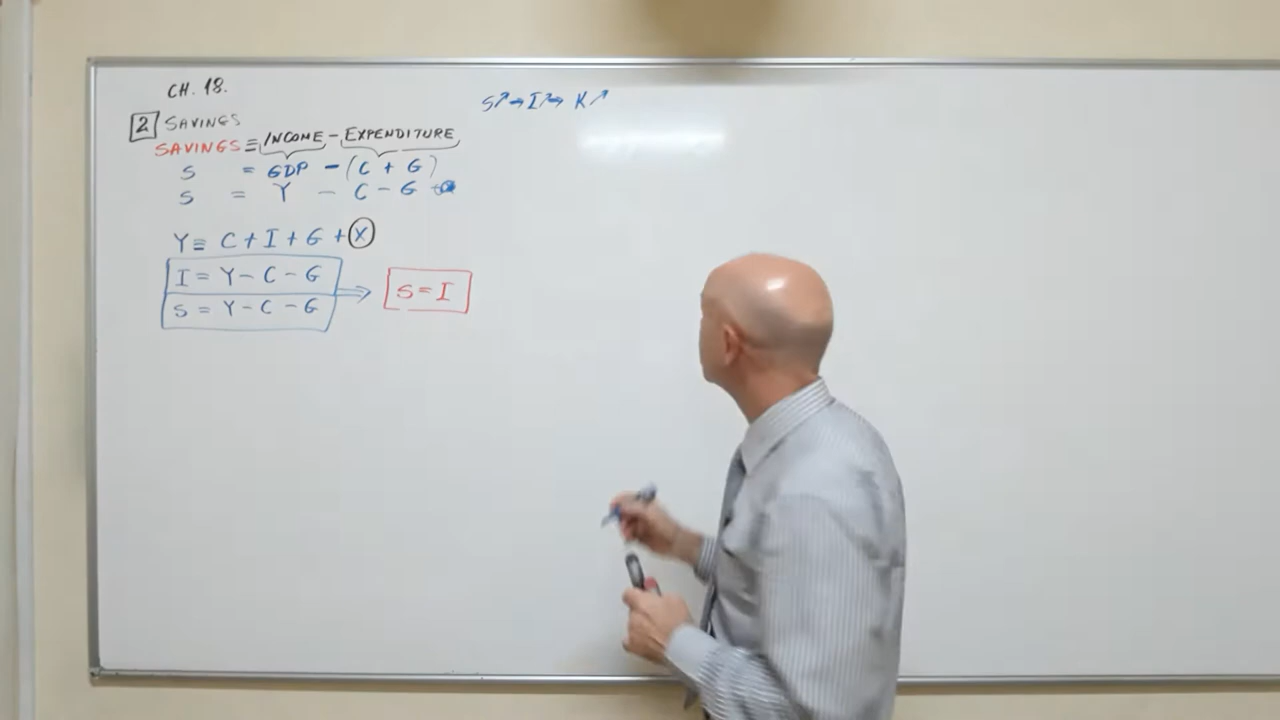 CH. 18.
2 SAVINGS
SAVINGS ≡ INCOME - EXPENDITURE
S = GDP - (C + G)
S = Y - C - G
Y ≡ C + I + G + X
I = Y - C - G
S = Y - C - G
⇒ S = I
S↗ → I↗ → K↗